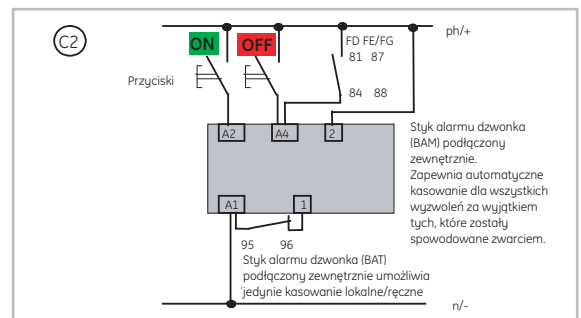 C2
ON
OFF
FD FE/FG
81 87
84 88
ph/+
Przyciski
A2
A4
2
Styk alarmu dzwonka
(BAM) podłączony
zewnętrznie.
Zapewnia automatyczne
kasowanie dla wszystkich
wyzwoleń za wyjątkiem
tych, które zostały
spowodowane zwarciem.
A1
1
95 96
Styk alarmu dzwonka (BAT)
podłączony zewnętrznie umożliwia
jedynie kasowanie lokalne/ręczne
n/-